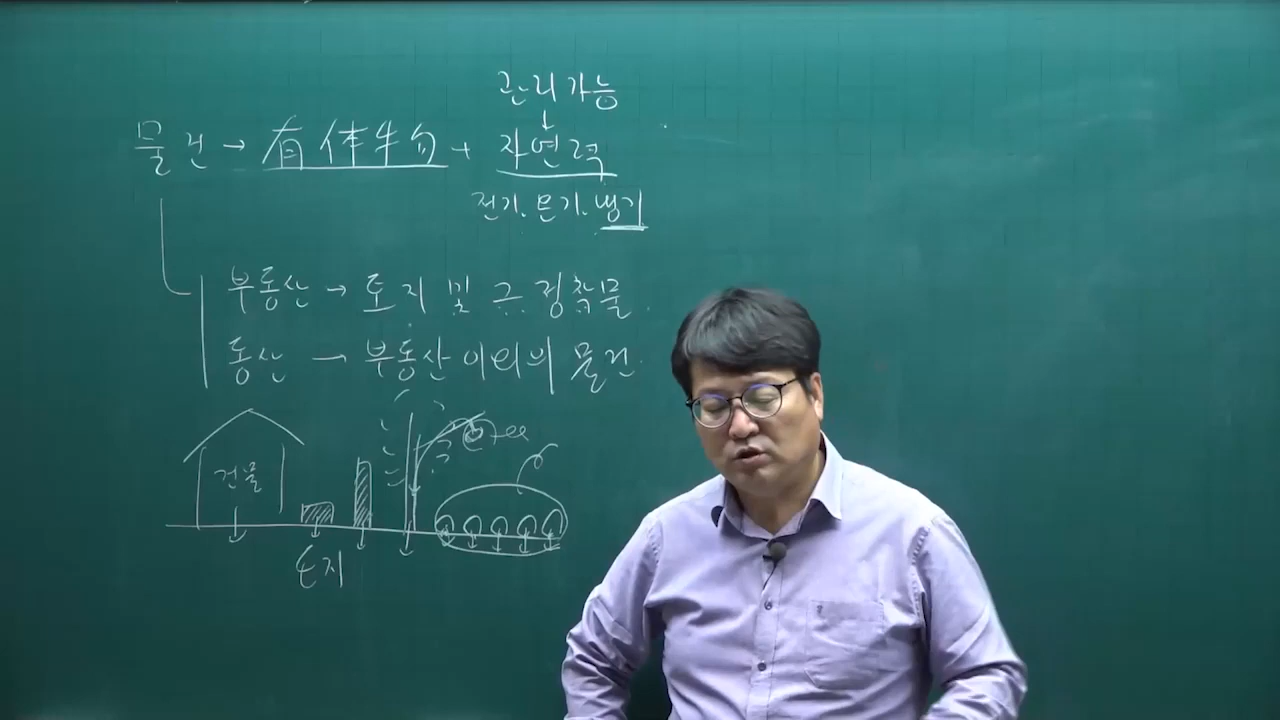 관리가능
물건 → 有体物 + 자연력
전기. 온기. 냉기
부동산 → 토지 및 그 정착물.
동산 → 부동산 이외의 물건.
건물
토지